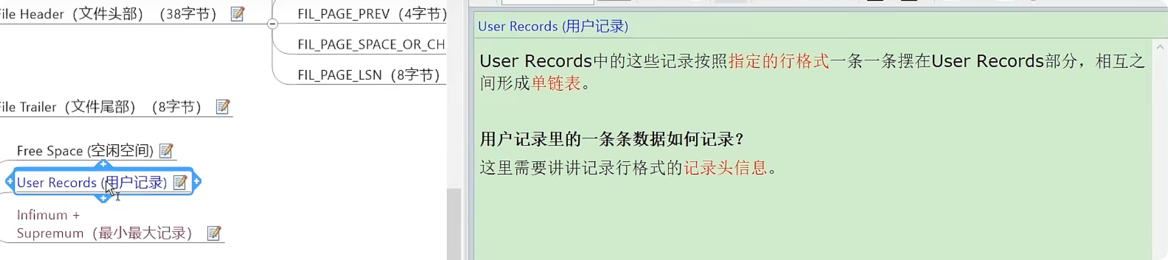 File Header（文件头部）（38字节）
FIL_PAGE_PREV（4字节）
FIL_PAGE_SPACE_OR_CH
FIL_PAGE_LSN（8字节）
File Trailer（文件尾部）（8字节）
Free Space (空闲空间)
User Records (用户记录)
Infimum +
Supremum（最小最大记录）
User Records (用户记录)
User Records中的这些记录按照指定的行格式一条一条摆在User Records部分，相互之
间形成单链表。
用户记录里的一条条数据如何记录？
这里需要讲讲记录行格式的记录头信息。